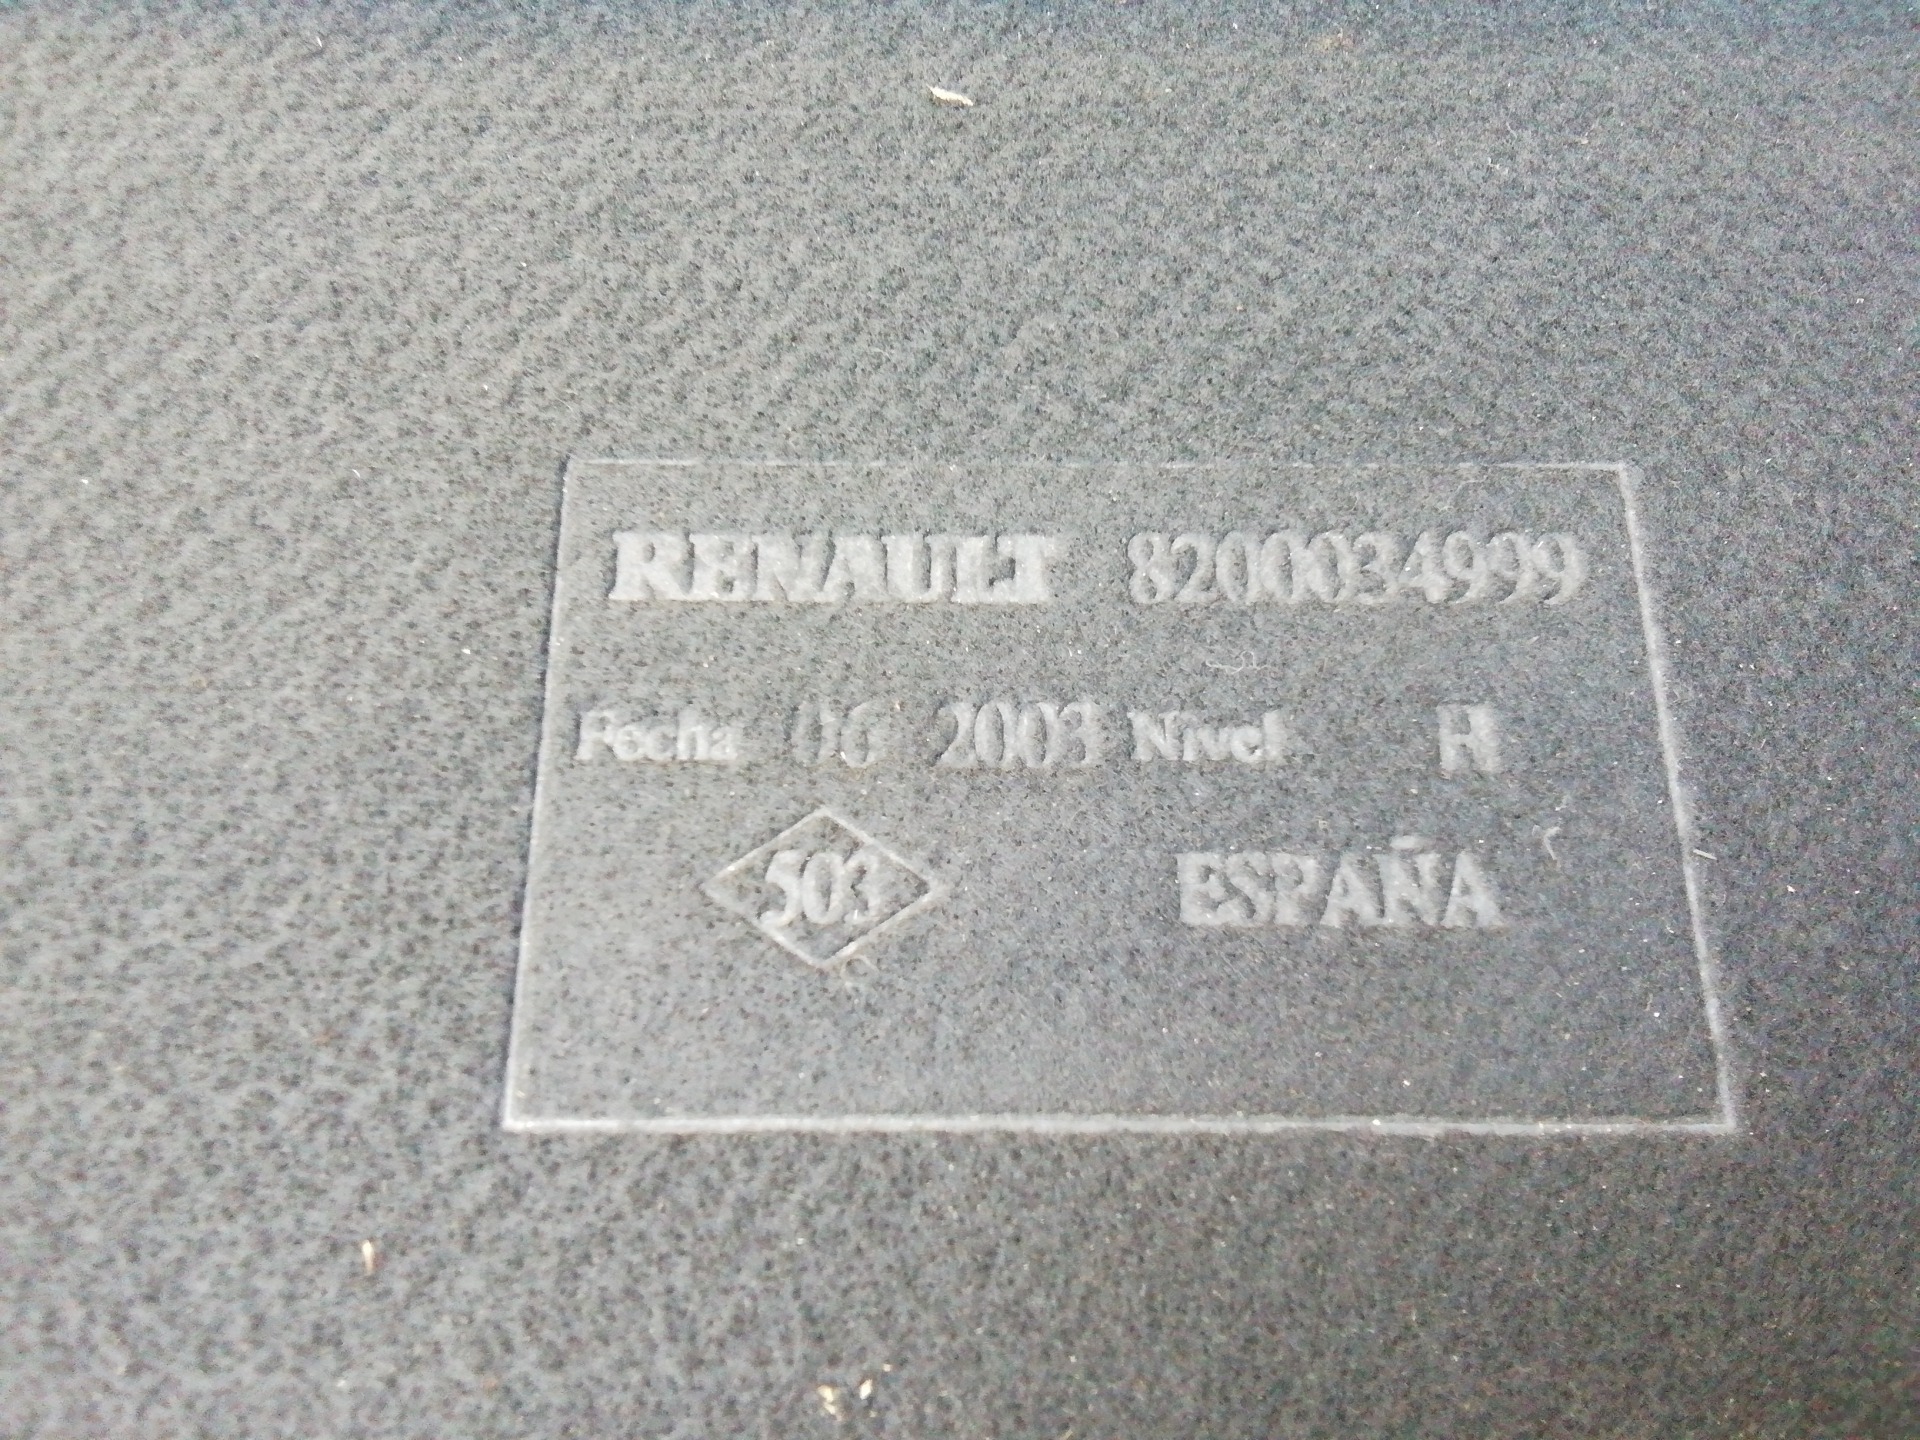 RENAULT 8200034999
Fecha 06 2003 Nivel H
503 ESPAÑA